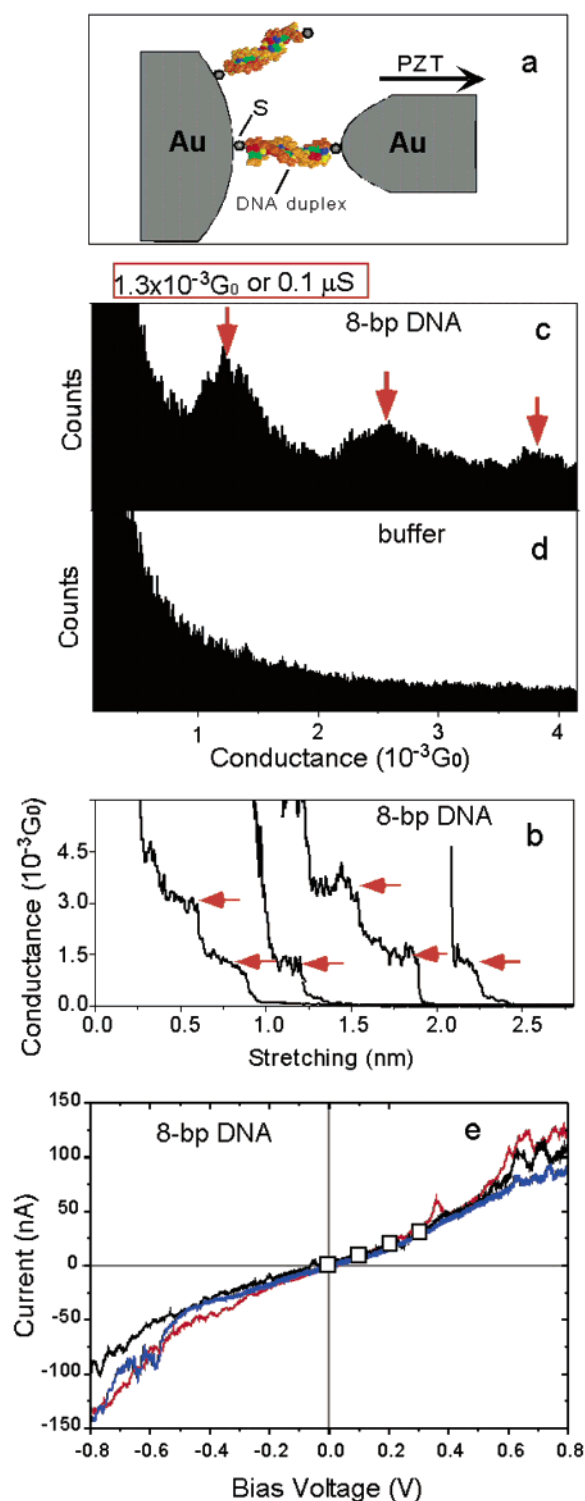 PZT
a
S
Au
Au
DNA duplex
1.3x10⁻³G₀ or 0.1 μS
8-bp DNA
c
Counts
buffer
d
Counts
1 2 3 4
Conductance (10⁻³G₀)
8-bp DNA
b
Conductance (10⁻³G₀)
4.5
3.0
1.5
0.0
0.0 0.5 1.0 1.5 2.0 2.5
Stretching (nm)
150
8-bp DNA
e
100
50
0
-50
-100
-150
Current (nA)
-0.8 -0.6 -0.4 -0.2 0.0 0.2 0.4 0.6 0.8
Bias Voltage (V)